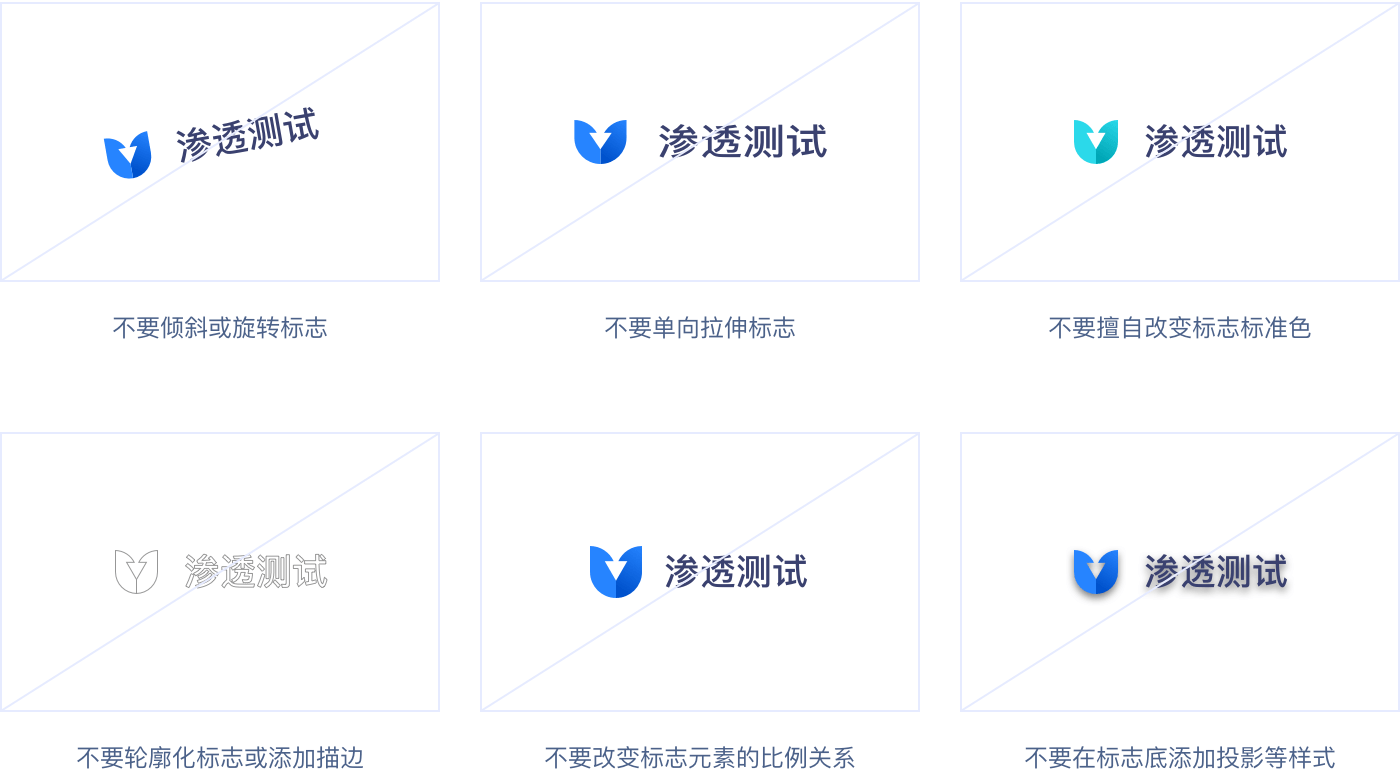 渗透测试
渗透测试
渗透测试
不要倾斜或旋转标志
不要单向拉伸标志
不要擅自改变标志标准色
渗透测试
渗透测试
渗透测试
不要轮廓化标志或添加描边
不要改变标志元素的比例关系
不要在标志底添加投影等样式